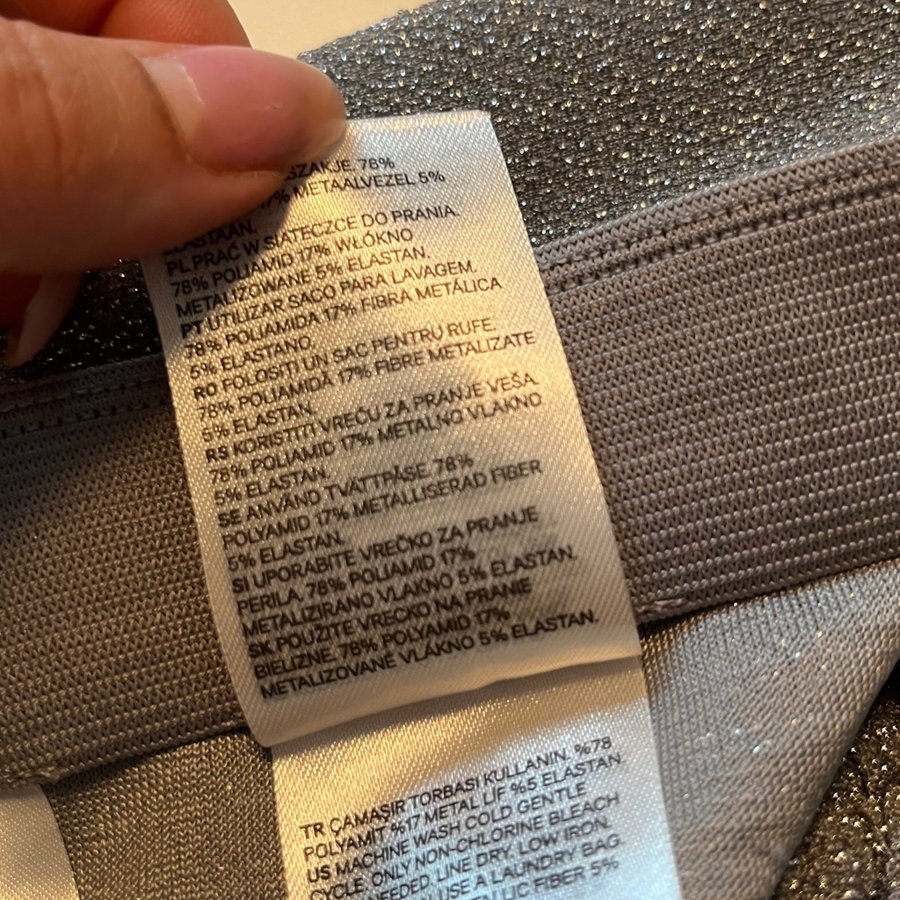 78%
METAALVEZEL 5%
ELASTAAN.
PL PRAĆ W SIATECZCE DO PRANIA.
78% POLIAMID 17% WŁÓKNO
METALIZOWANE 5% ELASTAN.
PT UTILIZAR SACO PARA LAVAGEM.
78% POLIAMIDA 17% FIBRA METÁLICA
5% ELASTANO.
RO FOLOSITI UN SAC PENTRU RUFE.
78% POLIAMIDĂ 17% FIBRE METALIZATE
5% ELASTAN.
RS KORISTITI VREĆU ZA PRANJE VEŠA.
78% POLIAMID 17% METALNO VLAKNO
5% ELASTAN.
SE ANVÄND TVÄTTPÅSE. 78%
POLYAMID 17% METALLISERAD FIBER
5% ELASTAN.
SI UPORABITE VREČKO ZA PRANJE
PERILA. 78% POLIAMID 17%
METALIZIRANO VLAKNO 5% ELASTAN.
SK POUŽITE VRECKO NA PRANIE
BIELIZNE. 78% POLYAMID 17%
METALIZOVANÉ VLÁKNO 5% ELASTAN.
TR ÇAMAŞIR TORBASI KULLANIN. %78
POLYAMIT %17 METAL LİF %5 ELASTAN
US MACHINE WASH COLD GENTLE
CYCLE. ONLY NON-CHLORINE BLEACH
NEEDED. LINE DRY. LOW IRON.
USE A LAUNDRY BAG.
FIBER 5%